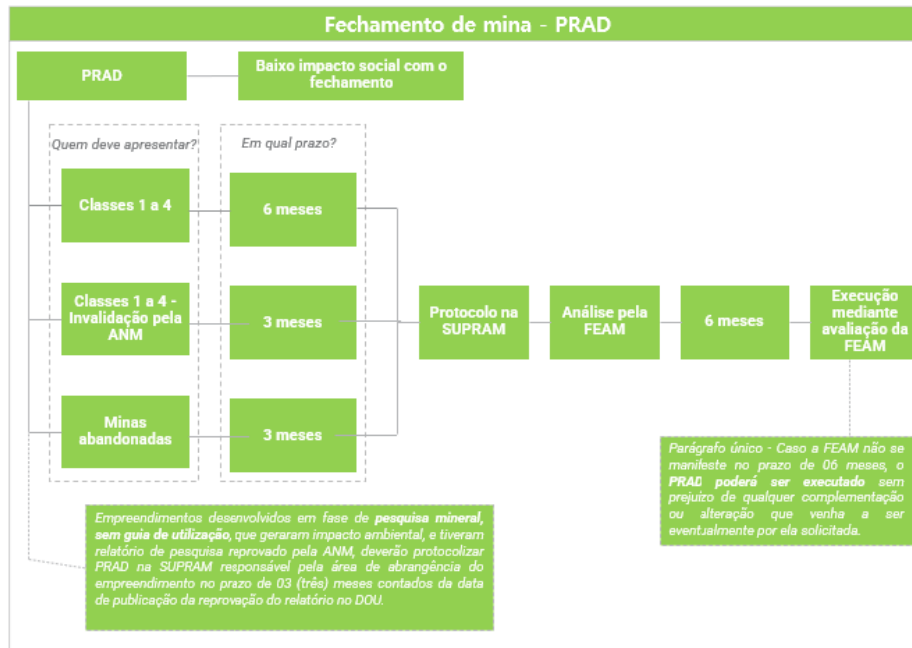 Fechamento de mina - PRAD
PRAD
Baixo impacto social com o
fechamento
Quem deve apresentar?
Em qual prazo?
Classes 1 a 4
6 meses
Classes 1 a 4 -
Invalidação pela
ANM
3 meses
Minas
abandonadas
3 meses
Protocolo na
SUPRAM
Análise pela
FEAM
6 meses
Execução
mediante
avaliação da
FEAM
Parágrafo único - Caso a FEAM não se
manifeste no prazo de 06 meses, o
PRAD poderá ser executado sem
prejuízo de qualquer complementação
ou alteração que venha a ser
eventualmente por ela solicitada.
Empreendimentos desenvolvidos em fase de pesquisa mineral,
sem guia de utilização, que geraram impacto ambiental, e tiveram
relatório de pesquisa reprovado pela ANM, deverão protocolizar
PRAD na SUPRAM responsável pela área de abrangência do
empreendimento no prazo de 03 (três) meses contados da data
de publicação da reprovação do relatório no DOU.